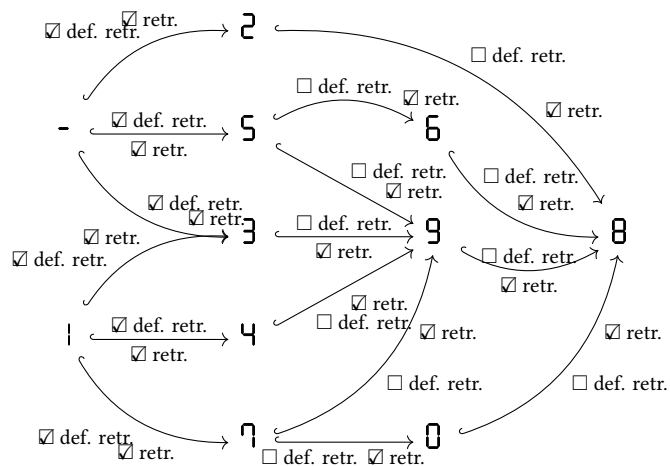 ☑ retr.
2
☑ def. retr.
☐ def. retr.
☐ def. retr.
☑ retr.
☑ retr.
- ☑ def. retr. 5 6
☑ retr.
☐ def. retr.
☐ def. retr.
☑ retr.
☑ def. retr.
☑ retr.
☑ retr.
☑ retr. 3 ☐ def. retr. 9 8
☑ def. retr. ☑ retr. ☐ def. retr.
☑ retr.
☑ retr.
1 ☑ def. retr. 4 ☐ def. retr. ☑ retr. ☑ retr.
☑ retr.
☐ def. retr. ☐ def. retr.
☑ def. retr. 7 0
☑ retr. ☐ def. retr. ☑ retr.